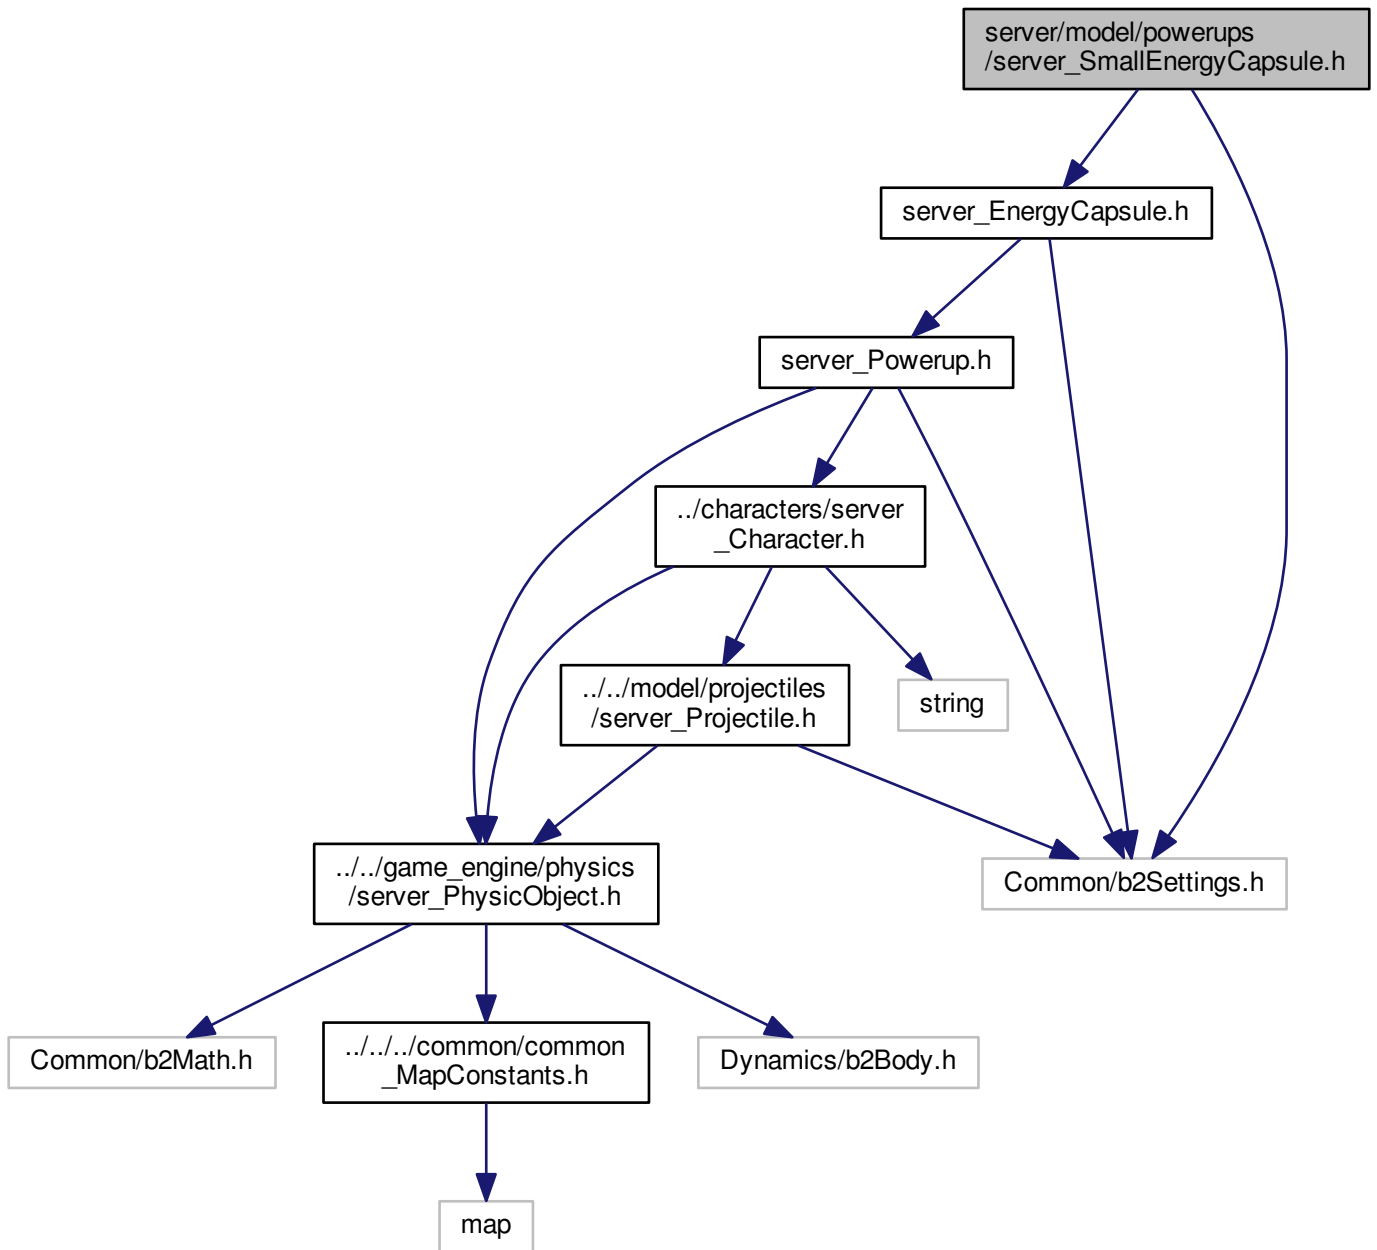 server/model/powerups
/server_SmallEnergyCapsule.h
server_EnergyCapsule.h
server_Powerup.h
../characters/server
_Character.h
../../model/projectiles
/server_Projectile.h
string
../../game_engine/physics
/server_PhysicObject.h
Common/b2Settings.h
Common/b2Math.h
../../../common/common
_MapConstants.h
Dynamics/b2Body.h
map